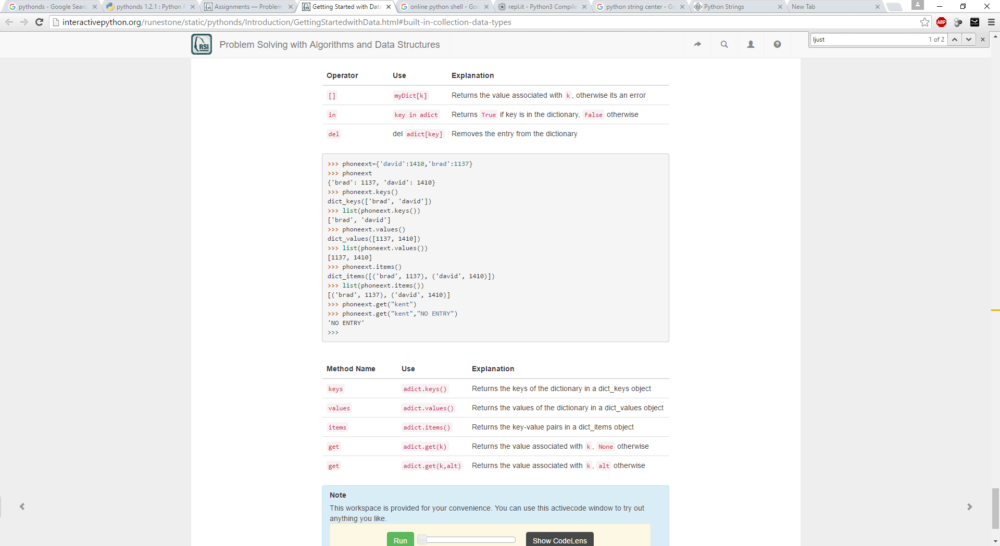 pythonds - Google Searc
pythonds 1.2.1 : Python P
Assignments — Problem
Getting Started with Data
online python shell - Goo
repl.it - Python3 Compile
python string center - Go
Python Strings
New Tab
interactivepython.org/runestone/static/pythonds/Introduction/GettingStartedwithData.html#built-in-collection-data-types
ABP
RSI
Problem Solving with Algorithms and Data Structures
ljust 1 of 2
Operator Use Explanation
[] myDict[k] Returns the value associated with k, otherwise its an error
in key in adict Returns True if key is in the dictionary, False otherwise
del del adict[key] Removes the entry from the dictionary
>>> phoneext={'david':1410,'brad':1137}
>>> phoneext
{'brad': 1137, 'david': 1410}
>>> phoneext.keys()
dict_keys(['brad', 'david'])
>>> list(phoneext.keys())
['brad', 'david']
>>> phoneext.values()
dict_values([1137, 1410])
>>> list(phoneext.values())
[1137, 1410]
>>> phoneext.items()
dict_items([('brad', 1137), ('david', 1410)])
>>> list(phoneext.items())
[('brad', 1137), ('david', 1410)]
>>> phoneext.get("kent")
>>> phoneext.get("kent","NO ENTRY")
'NO ENTRY'
>>>
Method Name Use Explanation
keys adict.keys() Returns the keys of the dictionary in a dict_keys object
values adict.values() Returns the values of the dictionary in a dict_values object
items adict.items() Returns the key-value pairs in a dict_items object
get adict.get(k) Returns the value associated with k, None otherwise
get adict.get(k,alt) Returns the value associated with k, alt otherwise
Note
This workspace is provided for your convenience. You can use this activecode window to try out
anything you like.
Run Show CodeLens